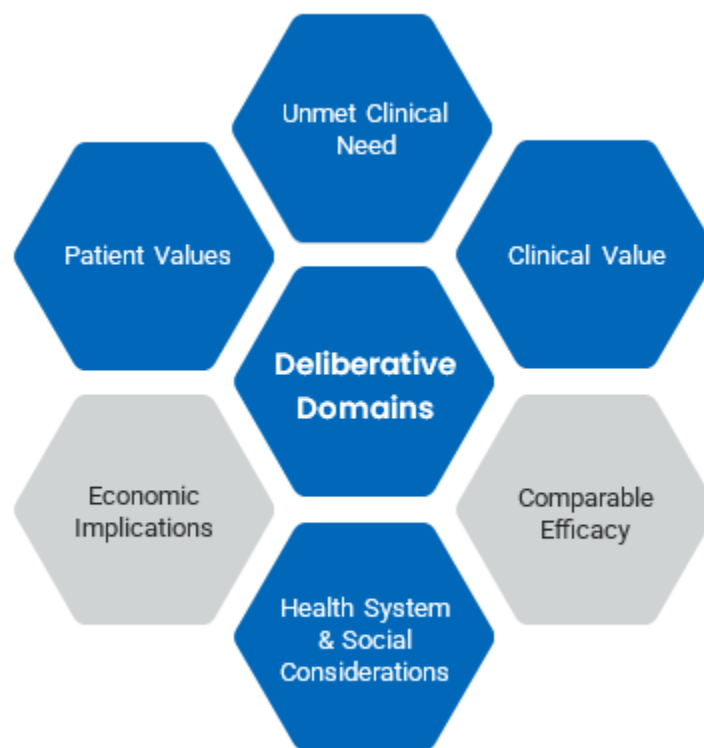 Unmet Clinical
Need
Patient Values
Clinical Value
Deliberative
Domains
Economic
Implications
Comparable
Efficacy
Health System
& Social
Considerations